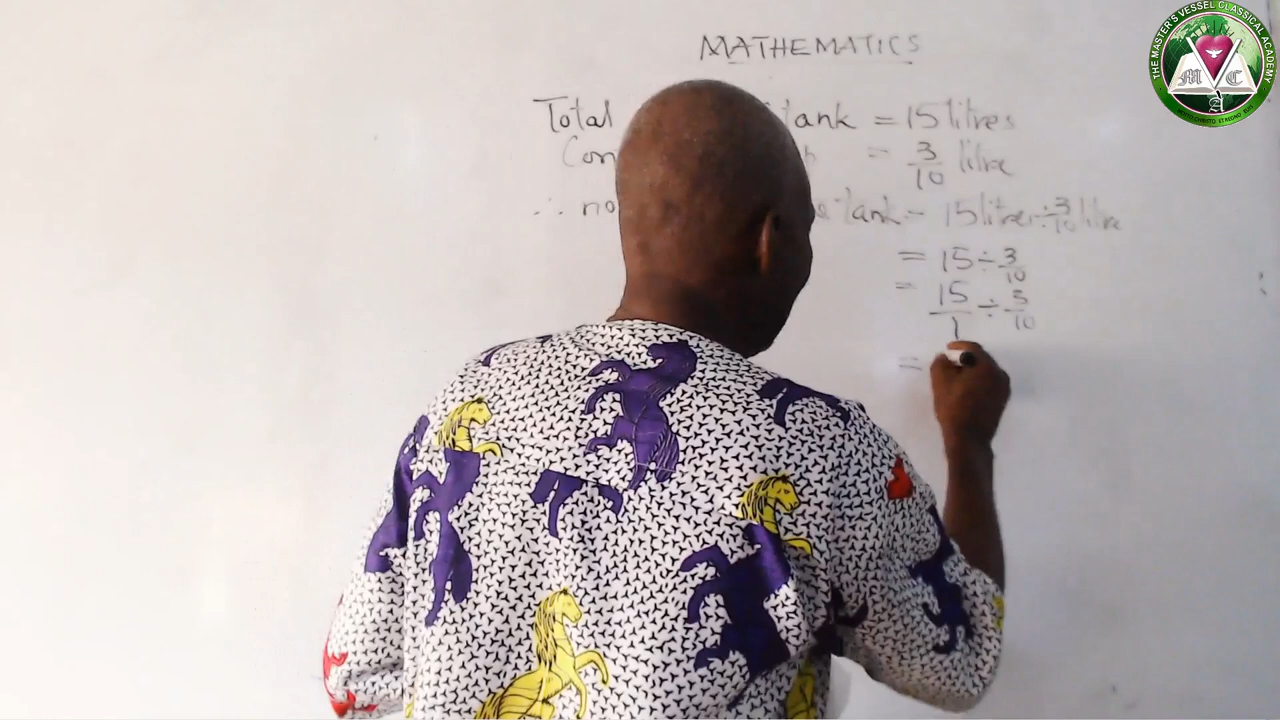 MATHEMATICS
Total tank = 15 litres
Con = 3/10 litre
∴ no tank = 15 litres ÷ 3/10 litre
= 15 ÷ 3/10
= 15/1 ÷ 3/10
=
THE MASTER'S VESSEL CLASSICAL ACADEMY
M C
A